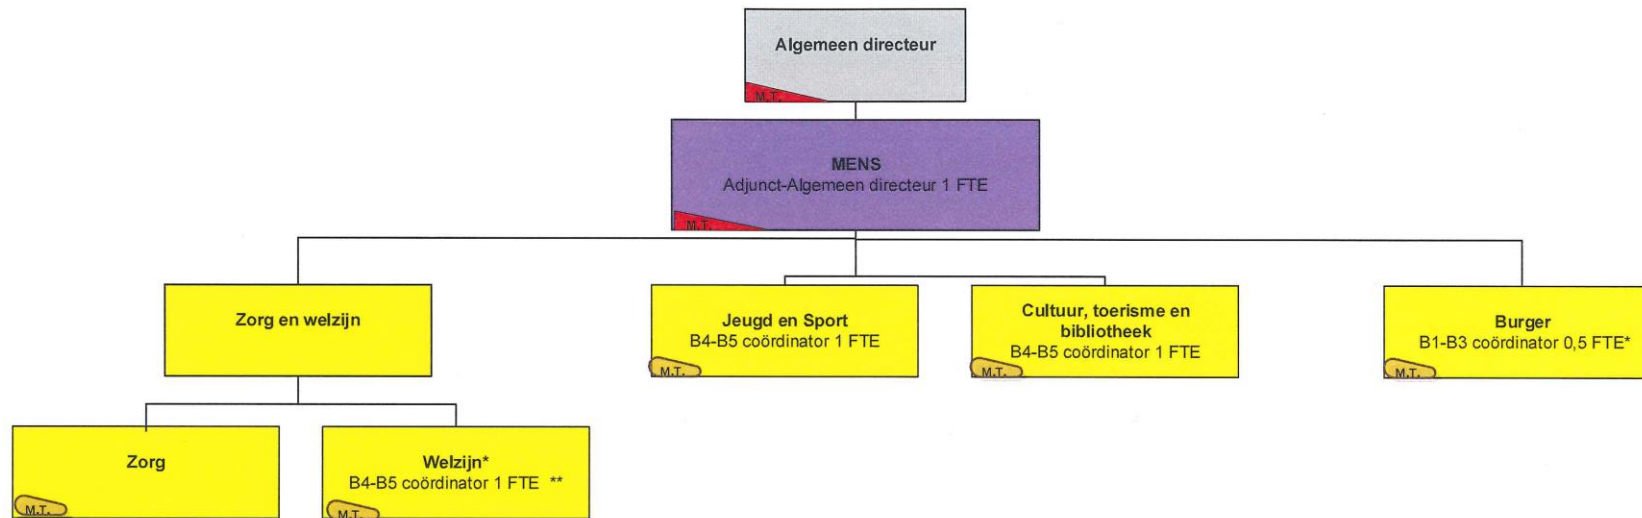 Algemeen directeur
M.T.
MENS
Adjunct-Algemeen directeur 1 FTE
M.T.
Zorg en welzijn
Jeugd en Sport
B4-B5 coördinator 1 FTE
M.T.
Cultuur, toerisme en
bibliotheek
B4-B5 coördinator 1 FTE
M.T.
Burger
B1-B3 coördinator 0,5 FTE*
M.T.
Zorg
M.T.
Welzijn*
B4-B5 coördinator 1 FTE **
M.T.